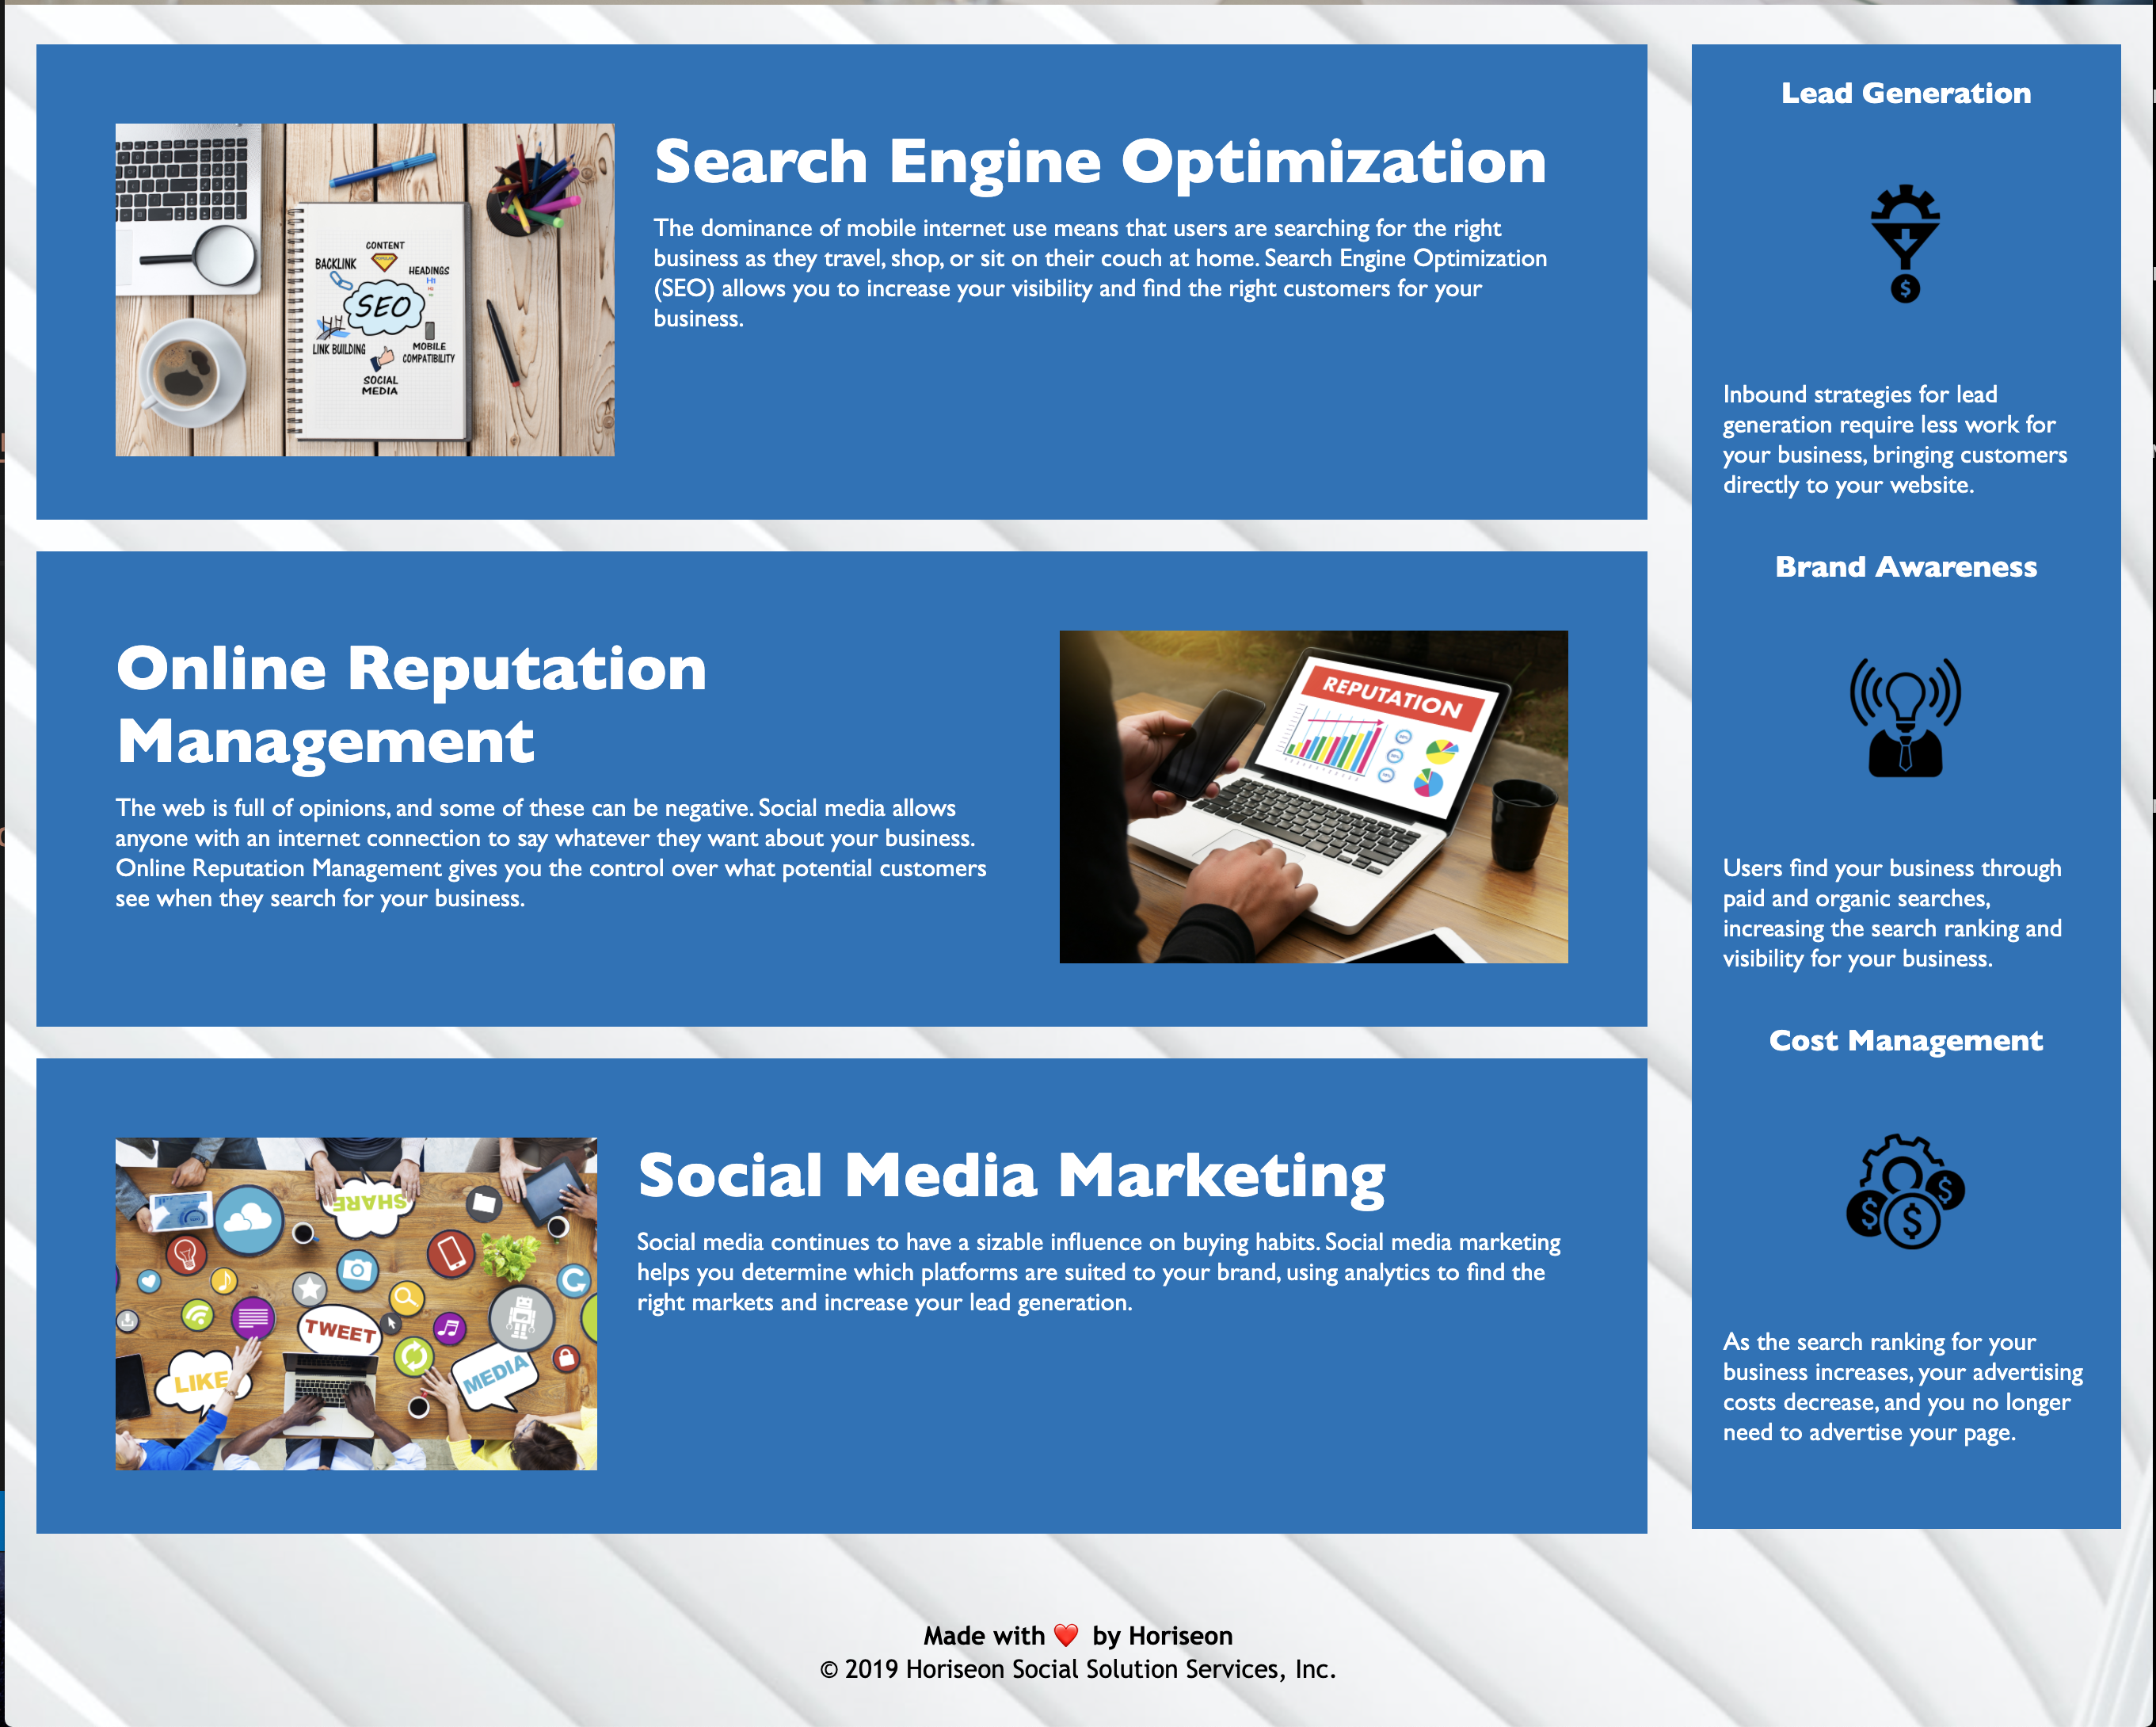 Search Engine Optimization
The dominance of mobile internet use means that users are searching for the right
business as they travel, shop, or sit on their couch at home. Search Engine Optimization
(SEO) allows you to increase your visibility and find the right customers for your
business.
CONTENT
BACKLINK
HEADINGS
H1
SEO
LINK BUILDING
MOBILE
COMPATIBILITY
SOCIAL
MEDIA
Online Reputation
Management
The web is full of opinions, and some of these can be negative. Social media allows
anyone with an internet connection to say whatever they want about your business.
Online Reputation Management gives you the control over what potential customers
see when they search for your business.
REPUTATION
Social Media Marketing
Social media continues to have a sizable influence on buying habits. Social media marketing
helps you determine which platforms are suited to your brand, using analytics to find the
right markets and increase your lead generation.
SHARE
TWEET
LIKE
MEDIA
Lead Generation
$
Inbound strategies for lead
generation require less work for
your business, bringing customers
directly to your website.
Brand Awareness
Users find your business through
paid and organic searches,
increasing the search ranking and
visibility for your business.
Cost Management
$ $ $
As the search ranking for your
business increases, your advertising
costs decrease, and you no longer
need to advertise your page.
Made with ❤️ by Horiseon
© 2019 Horiseon Social Solution Services, Inc.